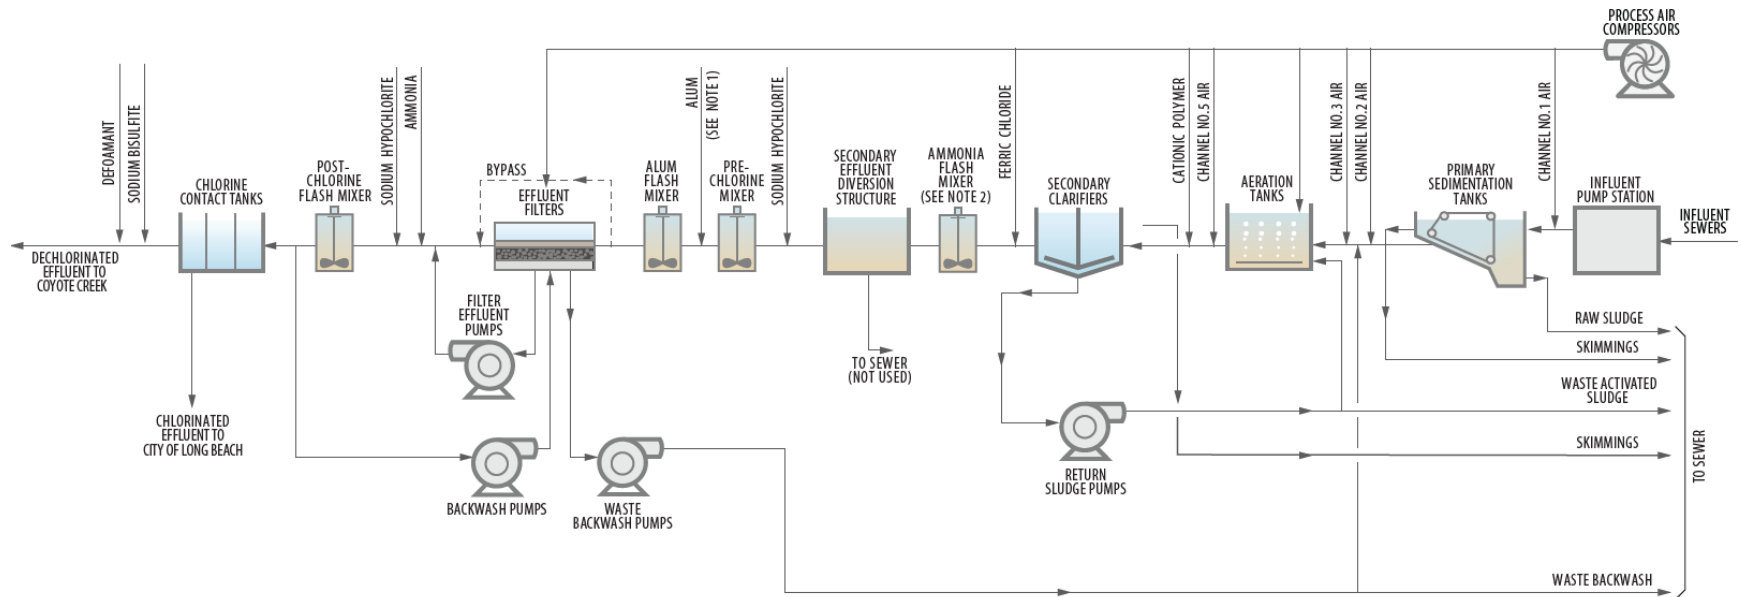 PROCESS AIR
COMPRESSORS
DEFOAMANT
SODIUM BISULFITE
SODIUM HYPOCHLORITE
AMMONIA
ALUM
(SEE NOTE 1)
SODIUM HYPOCHLORITE
FERRIC CHLORIDE
CATIONIC POLYMER
CHANNEL NO.5 AIR
CHANNEL NO.3 AIR
CHANNEL NO.2 AIR
CHANNEL NO.1 AIR
CHLORINE
CONTACT TANKS
POST-
CHLORINE
FLASH MIXER
BYPASS
EFFLUENT
FILTERS
ALUM
FLASH
MIXER
PRE-
CHLORINE
MIXER
SECONDARY
EFFLUENT
DIVERSION
STRUCTURE
AMMONIA
FLASH
MIXER
(SEE NOTE 2)
SECONDARY
CLARIFIERS
AERATION
TANKS
PRIMARY
SEDIMENTATION
TANKS
INFLUENT
PUMP STATION
INFLUENT
SEWERS
DECHLORINATED
EFFLUENT TO
COYOTE CREEK
FILTER
EFFLUENT
PUMPS
TO SEWER
(NOT USED)
RAW SLUDGE
SKIMMINGS
WASTE ACTIVATED
SLUDGE
SKIMMINGS
TO SEWER
CHLORINATED
EFFLUENT TO
CITY OF LONG BEACH
BACKWASH PUMPS
WASTE
BACKWASH PUMPS
RETURN
SLUDGE PUMPS
WASTE BACKWASH